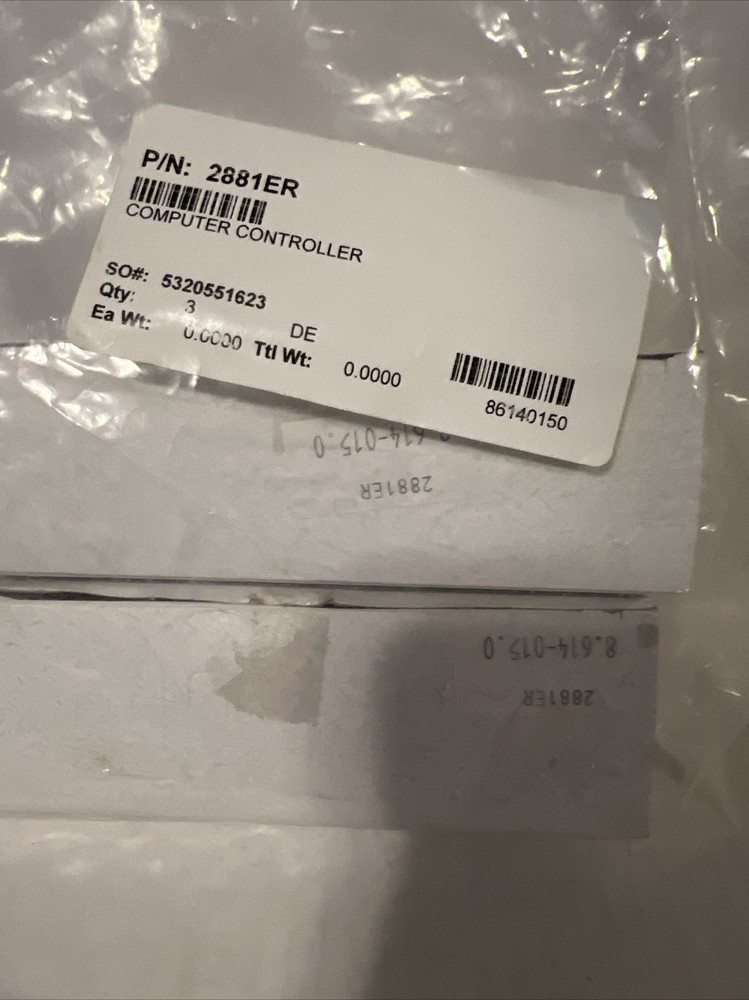 P/N: 2881ER
COMPUTER CONTROLLER
SO#: 5320551623
Qty: 3 DE
Ea Wt: 0.0000 Ttl Wt: 0.0000
86140150
.614-015.0
2881ER
8.614-015.0
2881ER